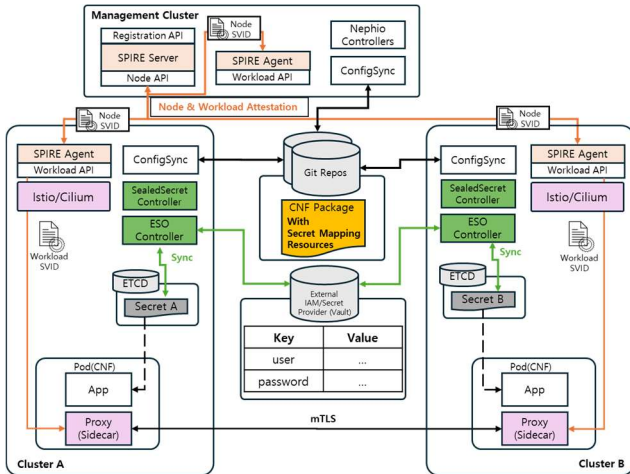 Management Cluster
Registration API
SPIRE Server
Node API
Node
SVID
SPIRE Agent
Workload API
Nephio
Controllers
ConfigSync
Node & Workload Attestation
Node
SVID
Node
SVID
SPIRE Agent
Workload API
Istio/Cilium
Workload
SVID
ConfigSync
SealedSecret
Controller
ESO
Controller
Sync
ETCD
Secret A
Pod(CNF)
App
Proxy
(Sidecar)
Cluster A
Git Repos
CNF Package
With
Secret Mapping
Resources
External
IAM/Secret
Provider (Vault)
Key Value
user ...
password ...
mTLS
ConfigSync
SealedSecret
Controller
ESO
Controller
Sync
ETCD
Secret B
SPIRE Agent
Workload API
Istio/Cilium
Workload
SVID
Pod(CNF)
App
Proxy
(Sidecar)
Cluster B